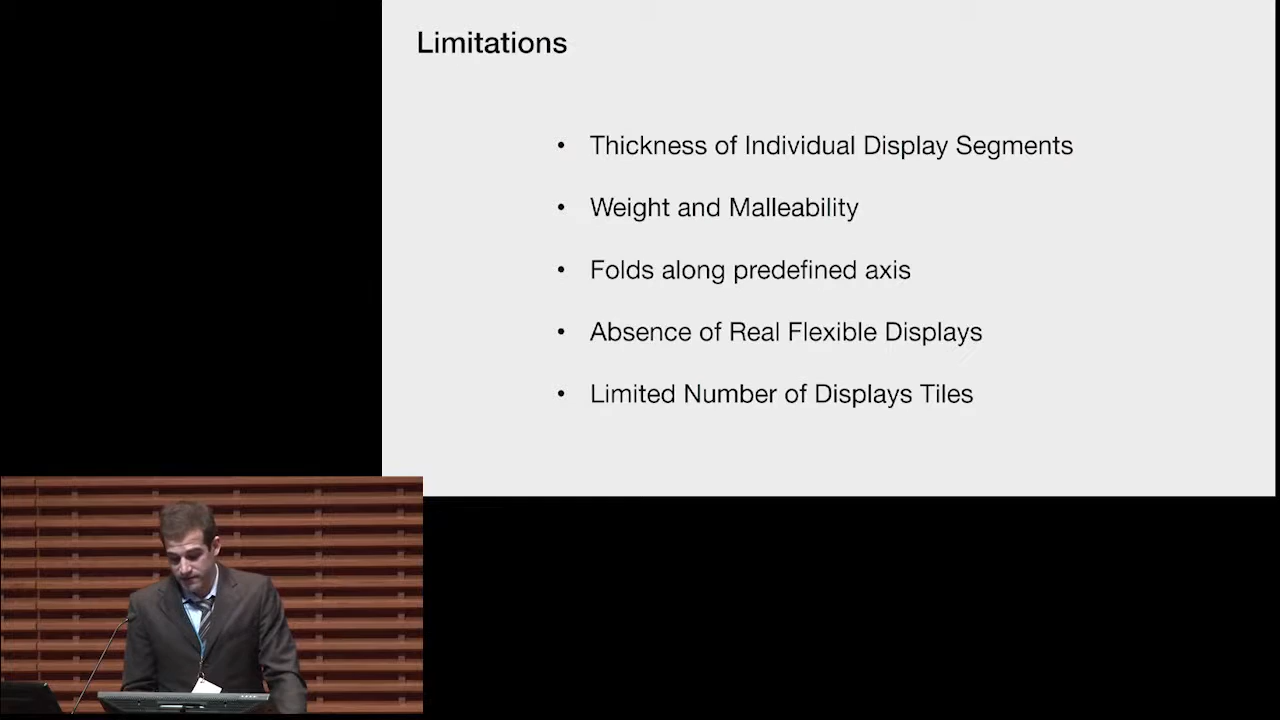 Limitations
• Thickness of Individual Display Segments
• Weight and Malleability
• Folds along predefined axis
• Absence of Real Flexible Displays
• Limited Number of Displays Tiles